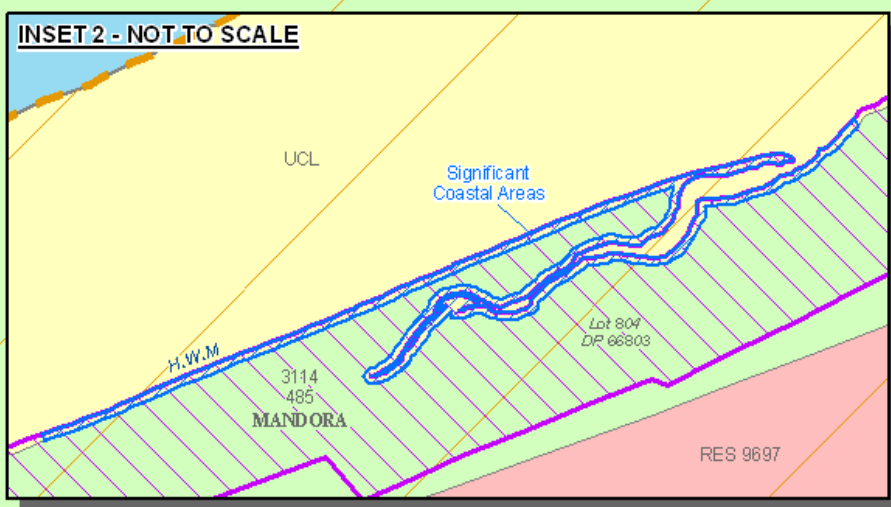 INSET 2 - NOT TO SCALE
UCL
Significant
Coastal Areas
H.W.M
Lot 804
DP 66803
3114
485
MANDORA
RES 9697